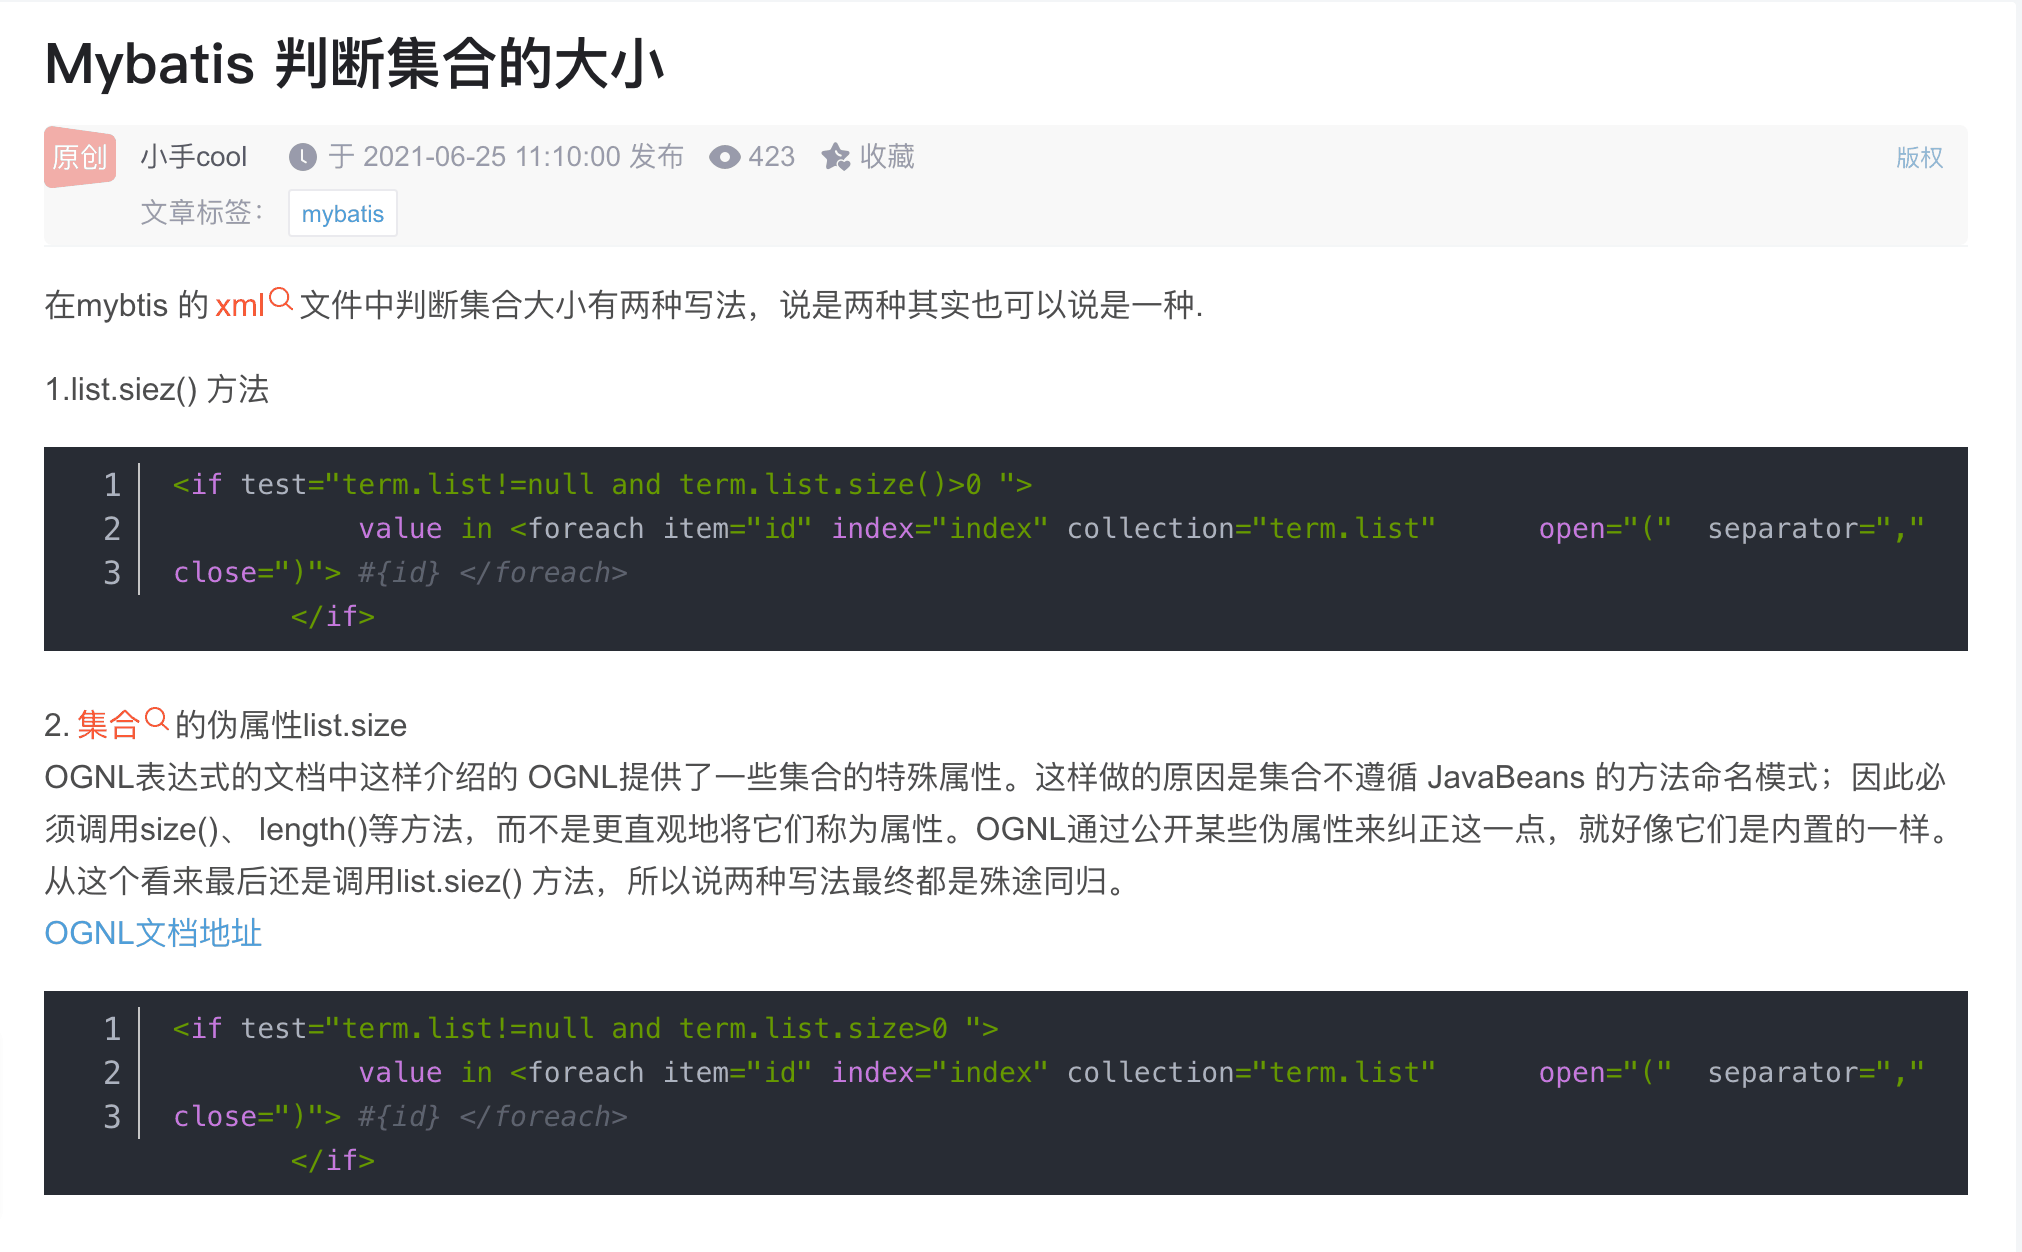 Mybatis 判断集合的大小
原创 小手cool 于 2021-06-25 11:10:00 发布 423 收藏 版权
文章标签： mybatis
在mybtis 的 xml 文件中判断集合大小有两种写法，说是两种其实也可以说是一种.
1.list.siez() 方法
1 <if test="term.list!=null and term.list.size()>0 ">
2 value in <foreach item="id" index="index" collection="term.list" open="(" separator=","
3 close=")"> #{id} </foreach>
</if>
2. 集合 的伪属性list.size
OGNL表达式的文档中这样介绍的 OGNL提供了一些集合的特殊属性。这样做的原因是集合不遵循 JavaBeans 的方法命名模式；因此必
须调用size()、 length()等方法，而不是更直观地将它们称为属性。OGNL通过公开某些伪属性来纠正这一点，就好像它们是内置的一样。
从这个看来最后还是调用list.siez() 方法，所以说两种写法最终都是殊途同归。
OGNL文档地址
1 <if test="term.list!=null and term.list.size>0 ">
2 value in <foreach item="id" index="index" collection="term.list" open="(" separator=","
3 close=")"> #{id} </foreach>
</if>